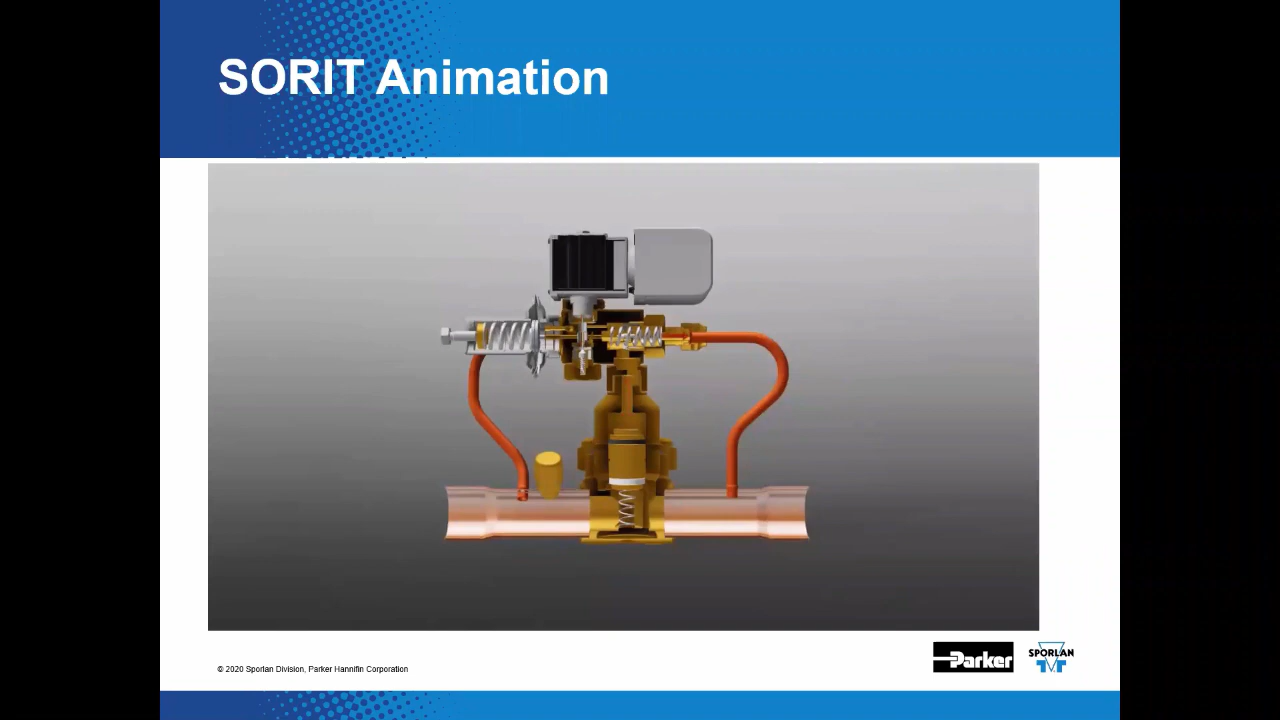 SORIT Animation
© 2020 Sporlan Division, Parker Hannifin Corporation
Parker
SPORLAN